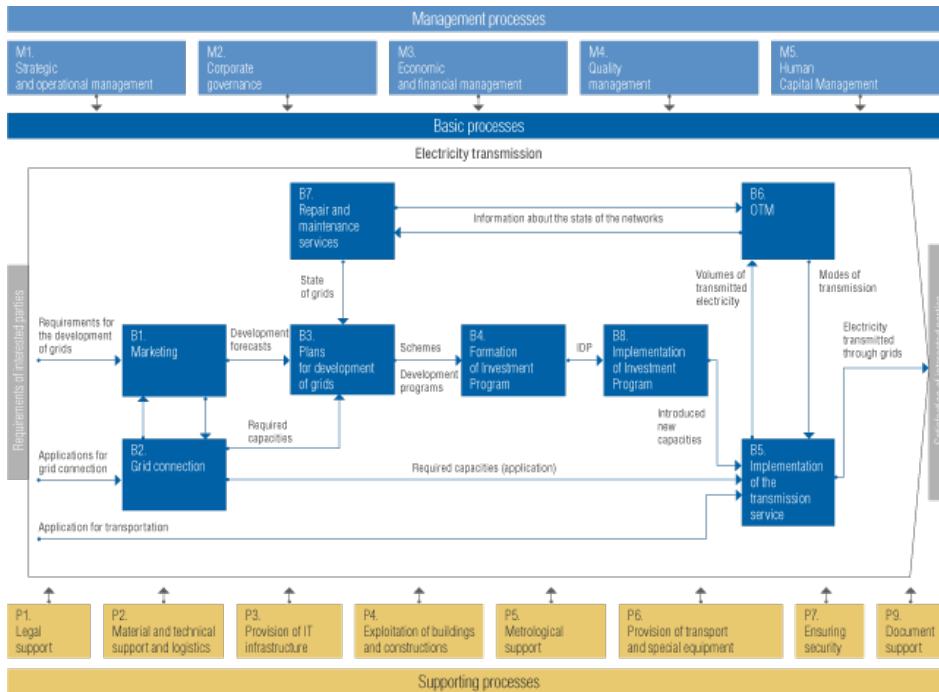 Management processes
M1.
Strategic
and operational management
M2.
Corporate
governance
M3.
Economic
and financial management
M4.
Quality
management
M5.
Human
Capital Management
Basic processes
Electricity transmission
Requirements of interested parties
B7.
Repair and
maintenance
services
B6.
OTM
Information about the state of the networks
State
of grids
Volumes of
transmitted
electricity
Modes of
transmission
Requirements for
the development
of grids
B1.
Marketing
Development
forecasts
B3.
Plans
for development
of grids
Schemes
Development
programs
B4.
Formation
of Investment
Program
IDP
B8.
Implementation
of Investment
Program
Electricity
transmitted
through grids
Applications for
grid connection
B2.
Grid connection
Required
capacities
Introduced
new
capacities
Required capacities (application)
B5.
Implementation
of the
transmission
service
Application for transportation
P1.
Legal
support
P2.
Material and technical
support and logistics
P3.
Provision of IT
infrastructure
P4.
Exploitation of buildings
and constructions
P5.
Metrological
support
P6.
Provision of transport
and special equipment
P7.
Ensuring
security
P9.
Document
support
Supporting processes